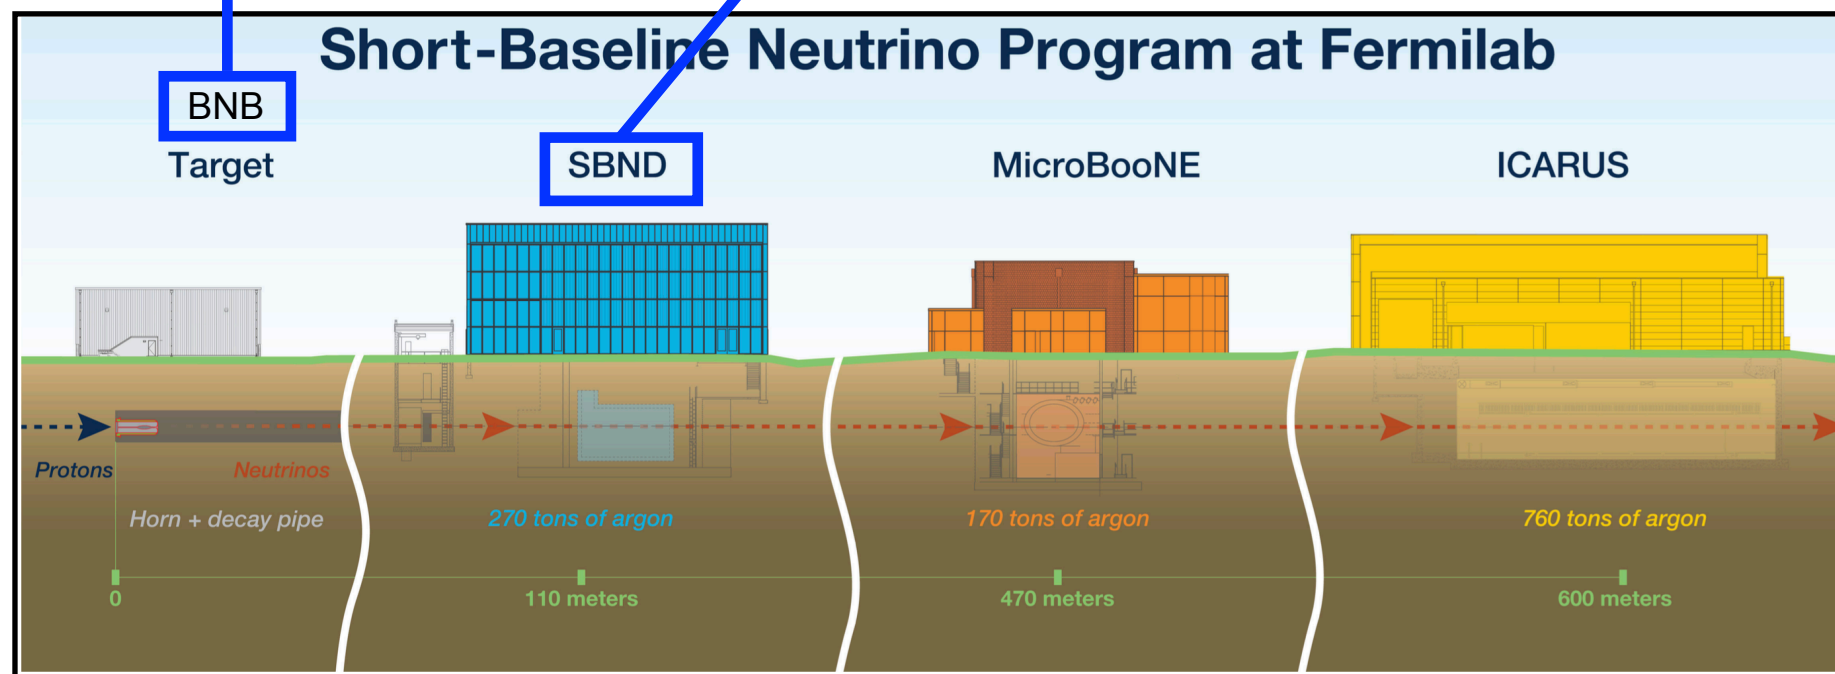 Short-Baseline Neutrino Program at Fermilab
BNB
Target
SBND
MicroBooNE
ICARUS
Protons
Neutrinos
Horn + decay pipe
270 tons of argon
170 tons of argon
760 tons of argon
0
110 meters
470 meters
600 meters